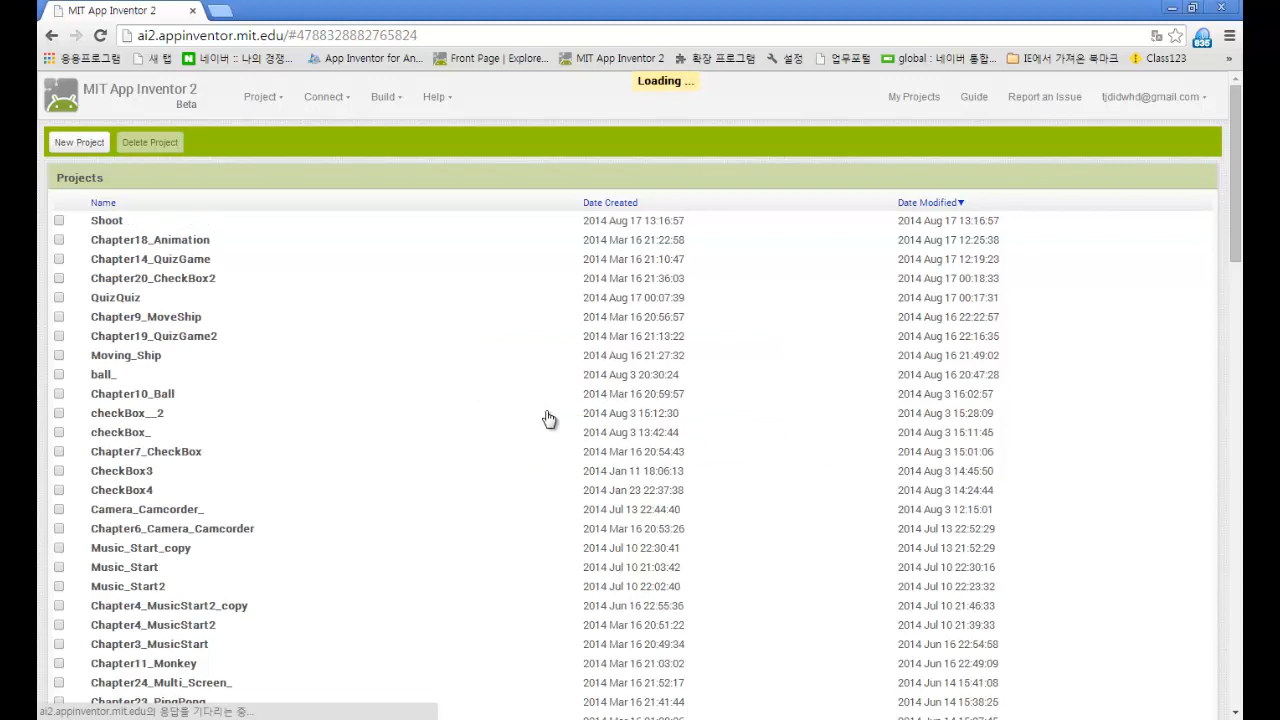 MIT App Inventor 2
ai2.appinventor.mit.edu/#4788328882765824
835
응용프로그램 새 탭 네이버 :: 나의 경쟁... App Inventor for An... Front Page | Explore... MIT App Inventor 2 확장 프로그램 설정 업무포털 global : 네이버 통합... IE에서 가져온 북마크 Class123 »
Loading ...
MIT App Inventor 2
Beta
Project Connect Build Help My Projects Guide Report an Issue tjdidwhd@gmail.com
New Project Delete Project
Projects
Name Date Created Date Modified
Shoot 2014 Aug 17 13:16:57 2014 Aug 17 13:16:57
Chapter18_Animation 2014 Mar 16 21:22:58 2014 Aug 17 12:25:38
Chapter14_QuizGame 2014 Mar 16 21:10:47 2014 Aug 17 12:19:23
Chapter20_CheckBox2 2014 Mar 16 21:36:03 2014 Aug 17 00:18:33
QuizQuiz 2014 Aug 17 00:07:39 2014 Aug 17 00:17:31
Chapter9_MoveShip 2014 Mar 16 20:56:57 2014 Aug 16 22:22:57
Chapter19_QuizGame2 2014 Mar 16 21:13:22 2014 Aug 16 22:16:35
Moving_Ship 2014 Aug 16 21:27:32 2014 Aug 16 21:49:02
ball_ 2014 Aug 3 20:30:24 2014 Aug 16 20:47:28
Chapter10_Ball 2014 Mar 16 20:59:57 2014 Aug 3 16:02:57
checkBox__2 2014 Aug 3 15:12:30 2014 Aug 3 15:28:09
checkBox_ 2014 Aug 3 13:42:44 2014 Aug 3 15:11:45
Chapter7_CheckBox 2014 Mar 16 20:54:43 2014 Aug 3 15:01:06
CheckBox3 2014 Jan 11 18:06:13 2014 Aug 3 14:45:50
CheckBox4 2014 Jan 23 22:37:38 2014 Aug 3 14:24:44
Camera_Camcorder_ 2014 Jul 13 22:44:40 2014 Aug 3 12:15:01
Chapter6_Camera_Camcorder 2014 Mar 16 20:53:26 2014 Jul 13 22:52:29
Music_Start_copy 2014 Jul 10 22:30:41 2014 Jul 13 21:52:29
Music_Start 2014 Jul 10 21:03:42 2014 Jul 10 22:30:16
Music_Start2 2014 Jul 10 22:02:40 2014 Jul 10 22:23:32
Chapter4_MusicStart2_copy 2014 Jun 16 22:55:36 2014 Jul 10 21:46:33
Chapter4_MusicStart2 2014 Mar 16 20:51:22 2014 Jul 10 21:39:33
Chapter3_MusicStart 2014 Mar 16 20:49:34 2014 Jun 16 22:54:58
Chapter11_Monkey 2014 Mar 16 21:03:02 2014 Jun 16 22:49:09
Chapter24_Multi_Screen_ 2014 Mar 16 21:52:17 2014 Jun 14 15:41:08
Chapter23_PingPong 2014 Mar 16 21:41:44 2014 Jun 14 15:38:25
ai2.appinventor.mit.edu의 응답을 기다리는 중...